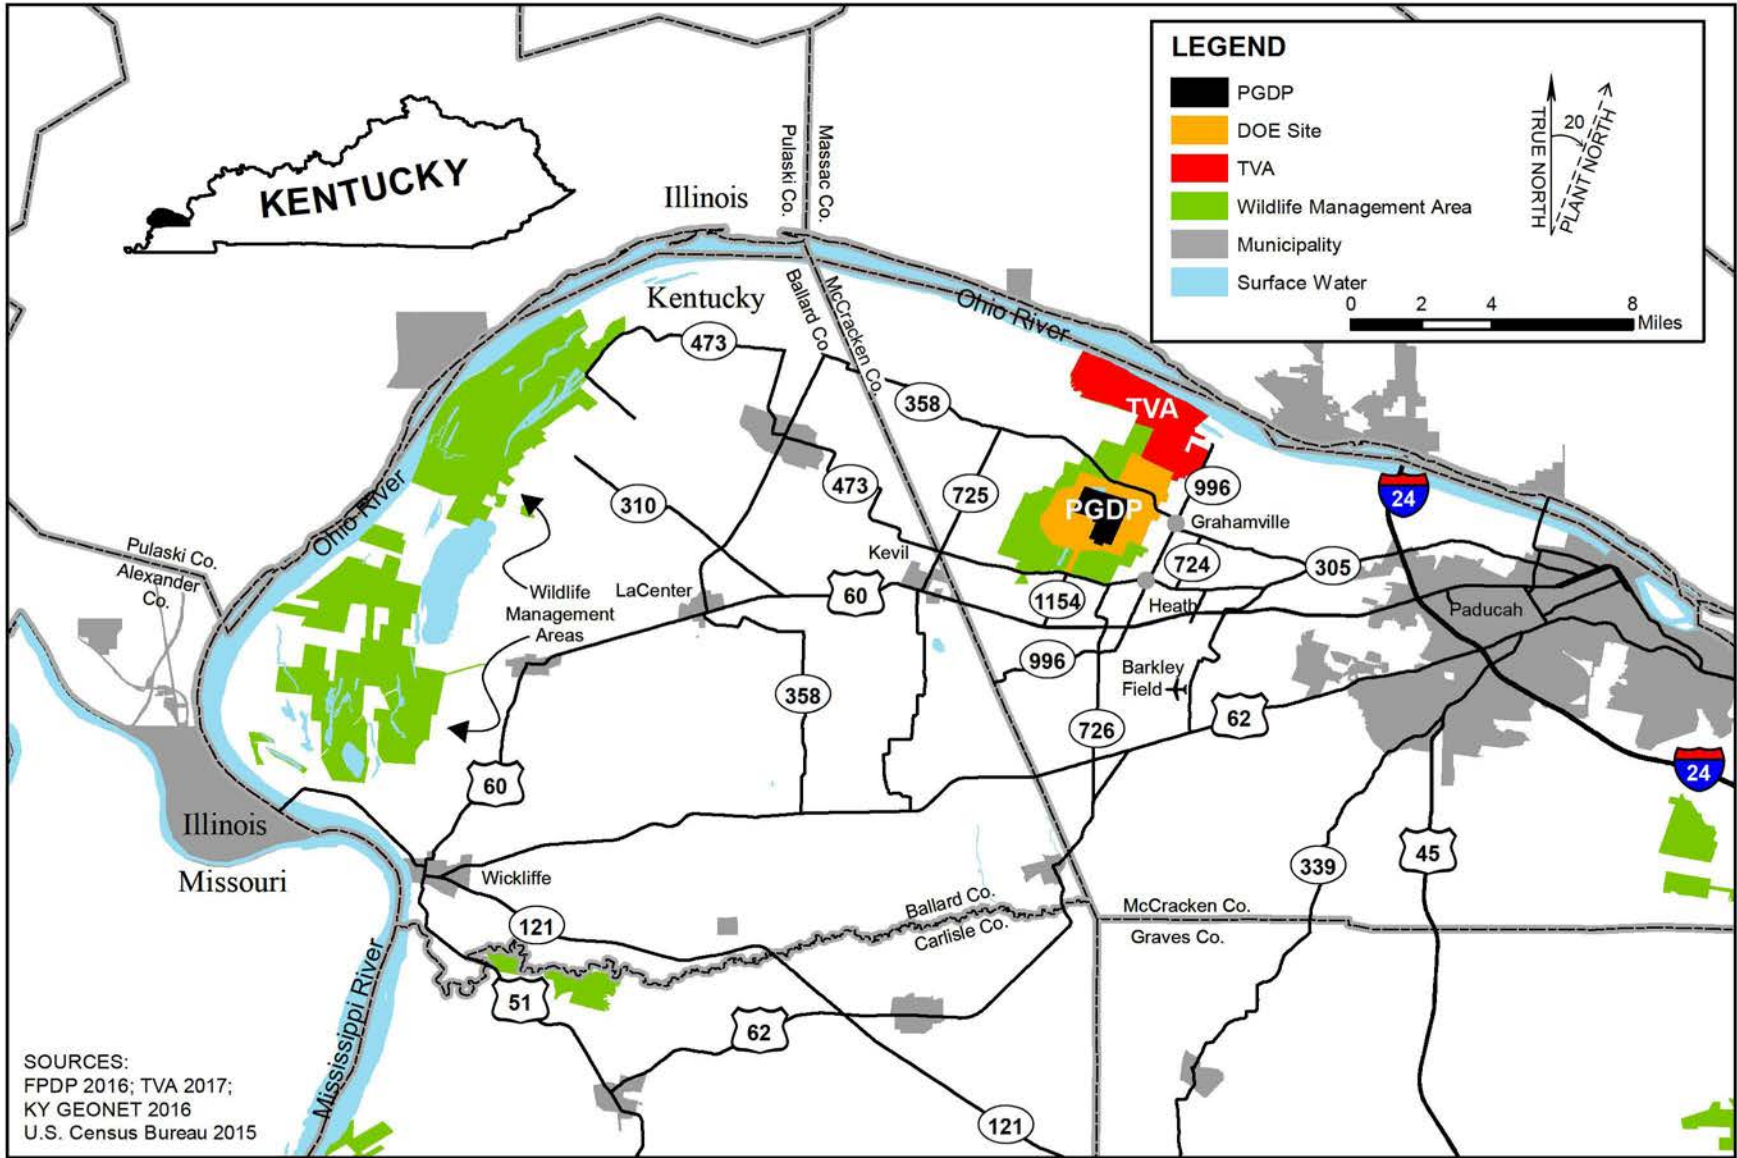 LEGEND
PGDP
DOE Site
TVA
Wildlife Management Area
Municipality
Surface Water
TRUE NORTH
20
PLANT NORTH
0
2
4
8
Miles
KENTUCKY
Illinois
Pulaski Co.
Massac Co.
Kentucky
Ballard Co.
McCracken Co.
Ohio River
473
358
TVA
310
473
725
PGDP
996
24
Grahamville
Ohio River
Pulaski Co.
Alexander
Co.
Wildlife
Management
Areas
LaCenter
Kevil
60
1154
724
Heath
305
Paducah
996
Barkley
Field
358
726
62
60
24
Illinois
Missouri
Wickliffe
339
45
121
Ballard Co.
Carlisle Co.
McCracken Co.
Graves Co.
51
62
Mississippi River
121
SOURCES:
FPDP 2016; TVA 2017;
KY GEONET 2016
U.S. Census Bureau 2015